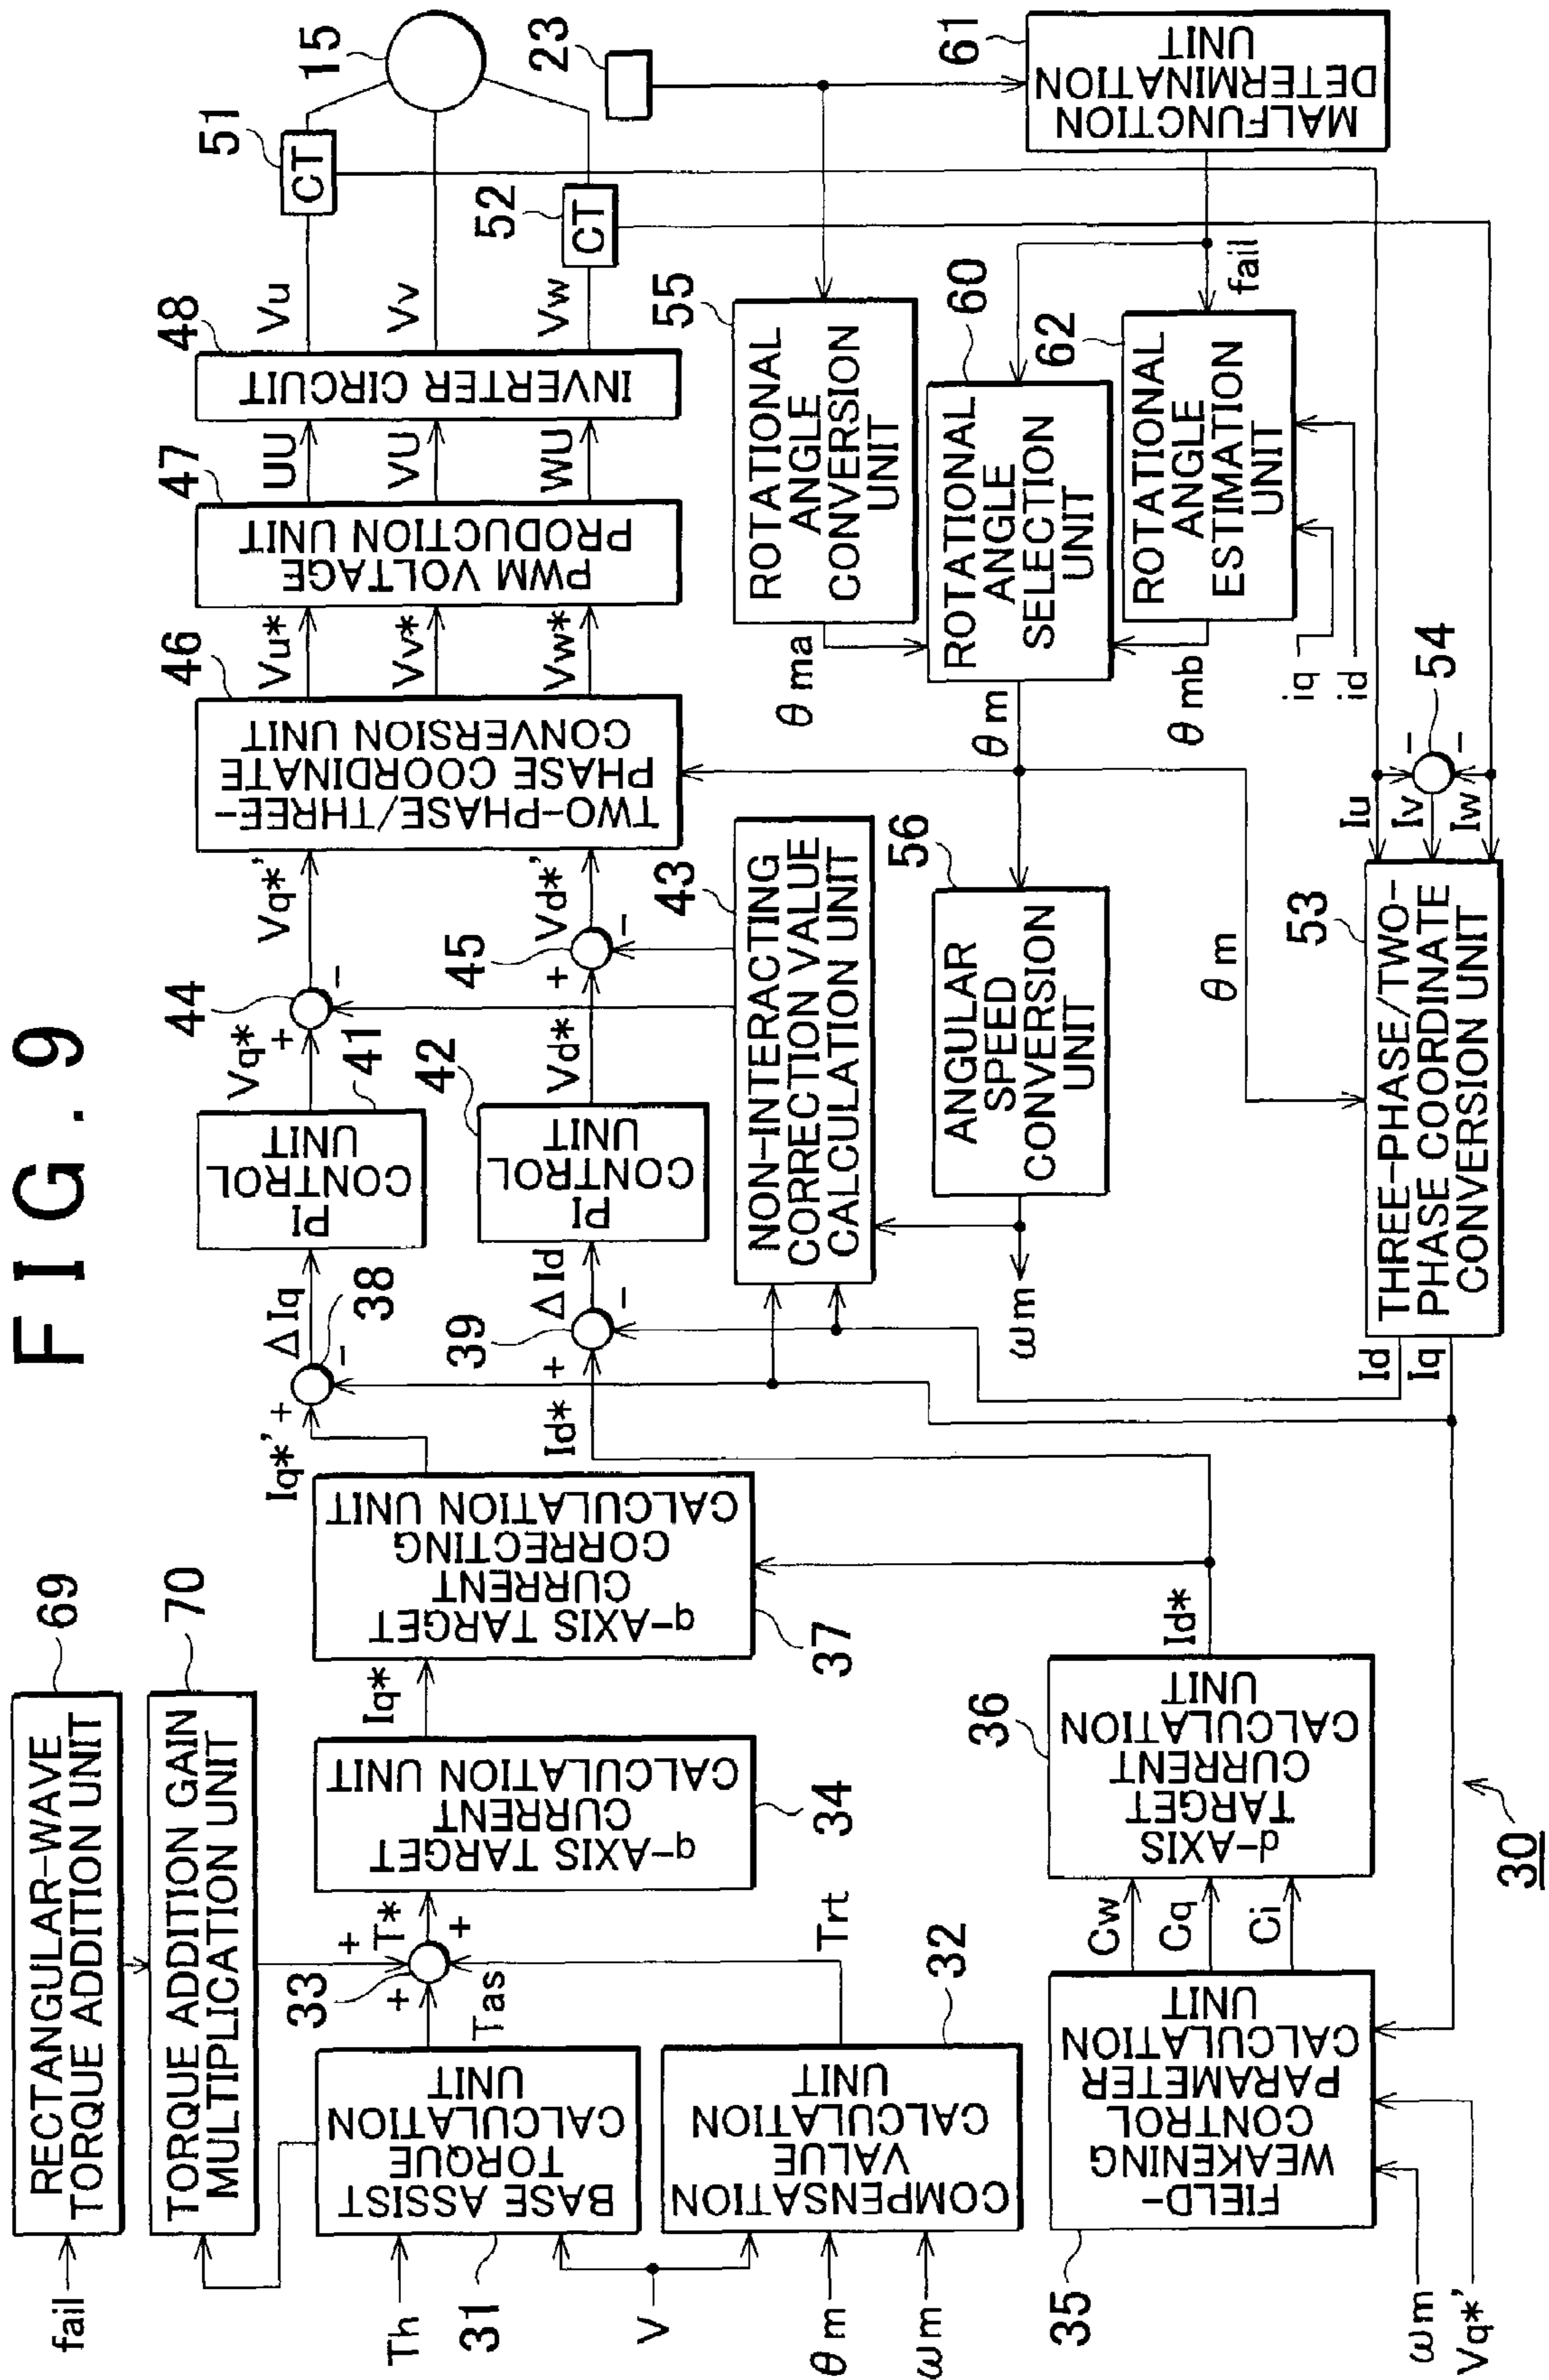 FIG. 9
fail
RECTANGULAR-WAVE
TORQUE ADDITION UNIT
69
TORQUE ADDITION GAIN
MULTIPLICATION UNIT
70
Th
BASE ASSIST
TORQUE
CALCULATION
UNIT
31
V
θm
ωm
COMPENSATION
VALUE
CALCULATION
UNIT
32
Tas
Trt
33
+
+
+
T*
q-AXIS TARGET
CURRENT
CALCULATION UNIT
34
Iq*
q-AXIS TARGET
CURRENT
CORRECTING
CALCULATION UNIT
37
Iq*'
+
-
38
ΔIq
PI
CONTROL
UNIT
41
Vq*
+
-
44
Vq*'
Id*
+
-
39
ΔId
PI
CONTROL
UNIT
42
Vd*
+
-
45
Vd*'
TWO-PHASE/THREE-
PHASE COORDINATE
CONVERSION UNIT
46
Vu*
Vv*
Vw*
PWM VOLTAGE
PRODUCTION UNIT
47
UU
VU
WU
INVERTER CIRCUIT
48
Vu
Vv
Vw
CT
51
CT
52
15
23
NON-INTERACTING
CORRECTION VALUE
CALCULATION UNIT
43
ANGULAR
SPEED
CONVERSION
UNIT
56
ωm
ROTATIONAL
ANGLE
CONVERSION
UNIT
55
θma
ROTATIONAL
ANGLE
SELECTION
UNIT
60
θm
ROTATIONAL
ANGLE
ESTIMATION
UNIT
62
θmb
iq
id
fail
MALFUNCTION
DETERMINATION
UNIT
61
θm
FIELD-
WEAKENING
CONTROL
PARAMETER
CALCULATION
UNIT
35
ωm
Vq*'
Cw
Cq
Ci
d-AXIS
TARGET
CURRENT
CALCULATION
UNIT
36
Id*
30
Id
Iq
THREE-PHASE/TWO-
PHASE COORDINATE
CONVERSION UNIT
53
Iu
Iv
Iw
-
-
54